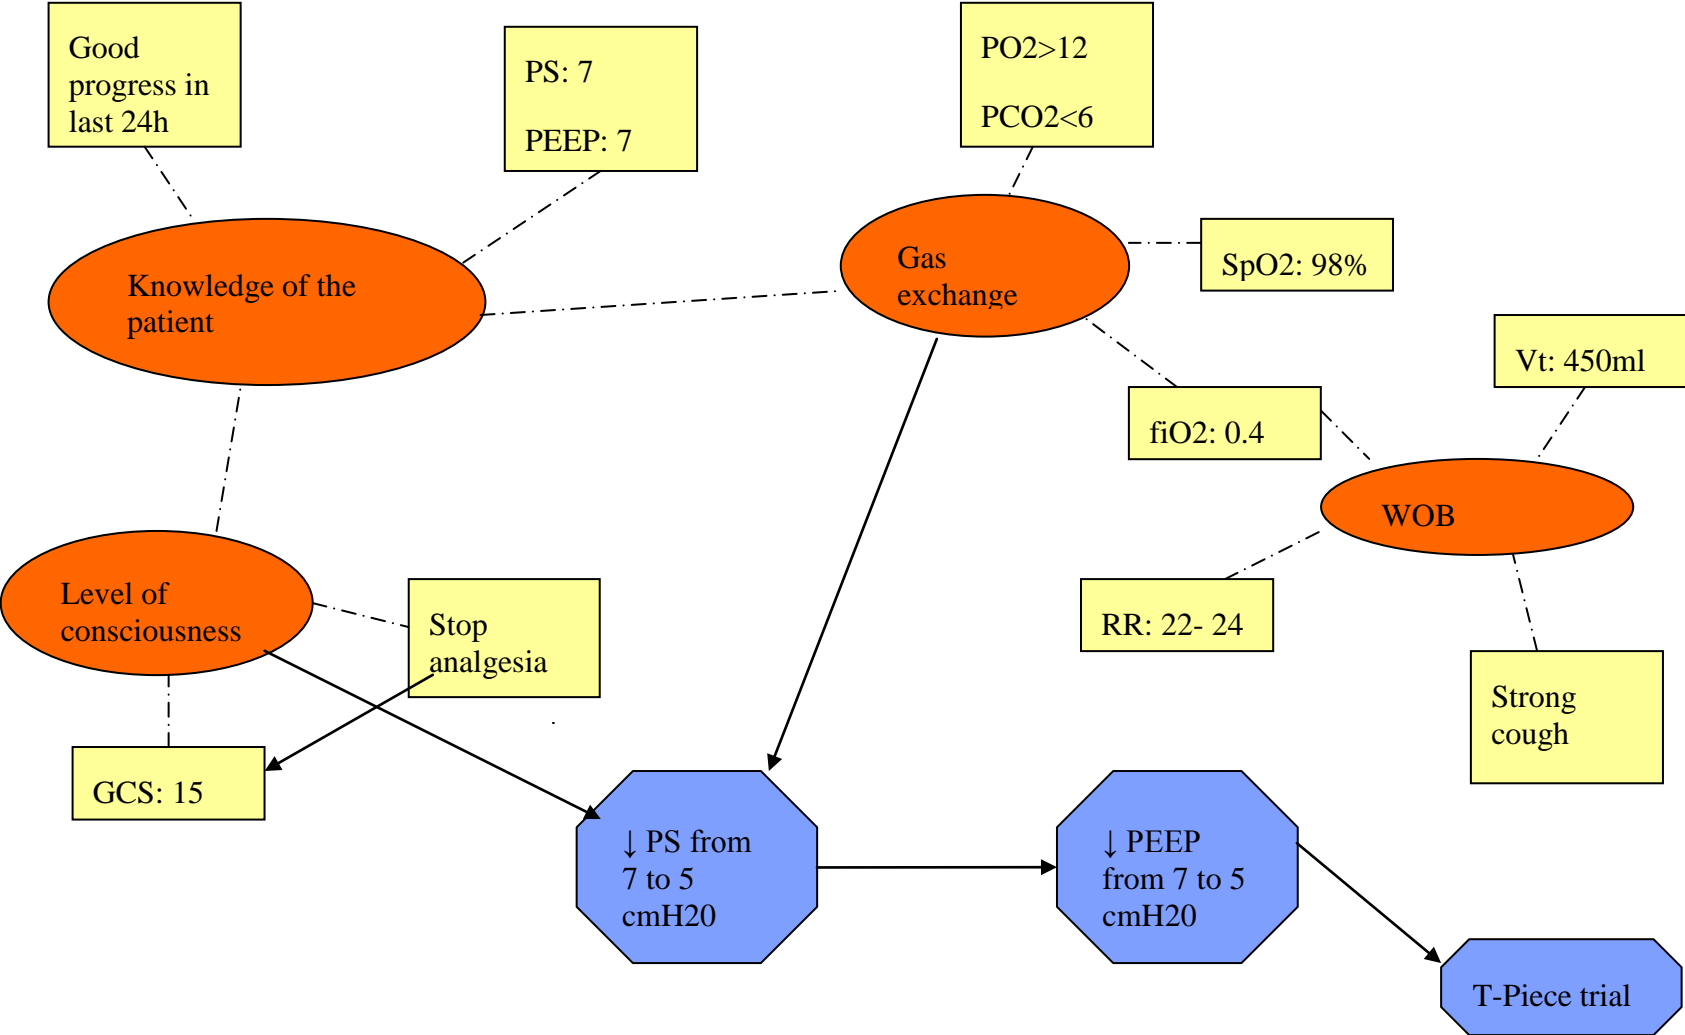 Good
progress in
last 24h
PS: 7
PEEP: 7
PO2>12
PCO2<6
Knowledge of the
patient
Gas
exchange
SpO2: 98%
Vt: 450ml
fiO2: 0.4
WOB
Level of
consciousness
Stop
analgesia
RR: 22- 24
Strong
cough
GCS: 15
↓ PS from
7 to 5
cmH20
↓ PEEP
from 7 to 5
cmH20
T-Piece trial